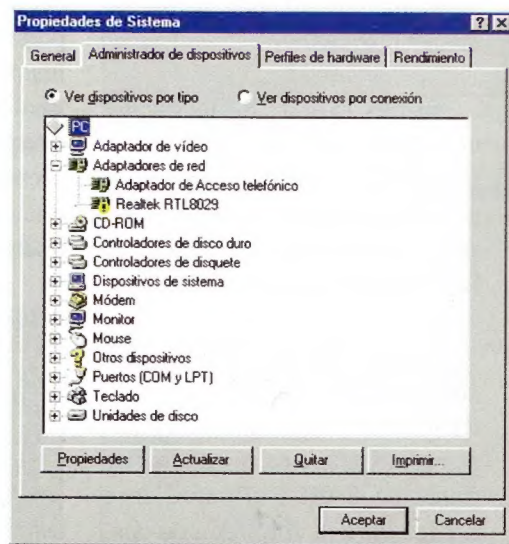 Propiedades de Sistema
General Administrador de dispositivos Perfiles de hardware Rendimiento
Ver dispositivos por tipo Ver dispositivos por conexión
PC
Adaptador de vídeo
Adaptadores de red
Adaptador de Acceso telefónico
Realtek RTL8029
CD-ROM
Controladores de disco duro
Controladores de disquete
Dispositivos de sistema
Módem
Monitor
Mouse
Otros dispositivos
Puertos (COM y LPT)
Teclado
Unidades de disco
Propiedades Actualizar Quitar Imprimir...
Aceptar Cancelar